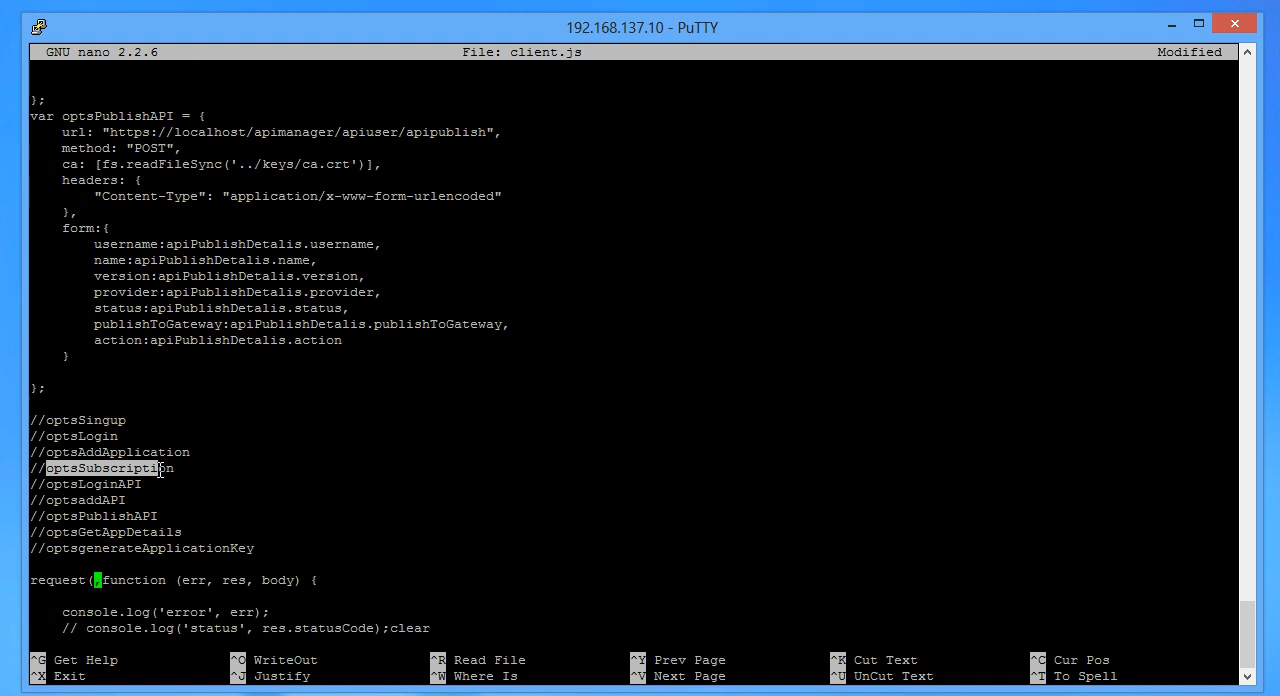 192.168.137.10 - PuTTY
GNU nano 2.2.6 File: client.js Modified
};
var optsPublishAPI = {
url: "https://localhost/apimanager/apiuser/apipublish",
method: "POST",
ca: [fs.readFileSync('../keys/ca.crt')],
headers: {
"Content-Type": "application/x-www-form-urlencoded"
},
form:{
username:apiPublishDetalis.username,
name:apiPublishDetalis.name,
version:apiPublishDetalis.version,
provider:apiPublishDetalis.provider,
status:apiPublishDetalis.status,
publishToGateway:apiPublishDetalis.publishToGateway,
action:apiPublishDetalis.action
}
};
//optsSingup
//optsLogin
//optsAddApplication
//optsSubscription
//optsLoginAPI
//optsaddAPI
//optsPublishAPI
//optsGetAppDetails
//optsgenerateApplicationKey
request(,function (err, res, body) {
console.log('error', err);
// console.log('status', res.statusCode);clear
^G Get Help ^O WriteOut ^R Read File ^Y Prev Page ^K Cut Text ^C Cur Pos
^X Exit ^J Justify ^W Where Is ^V Next Page ^U UnCut Text ^T To Spell